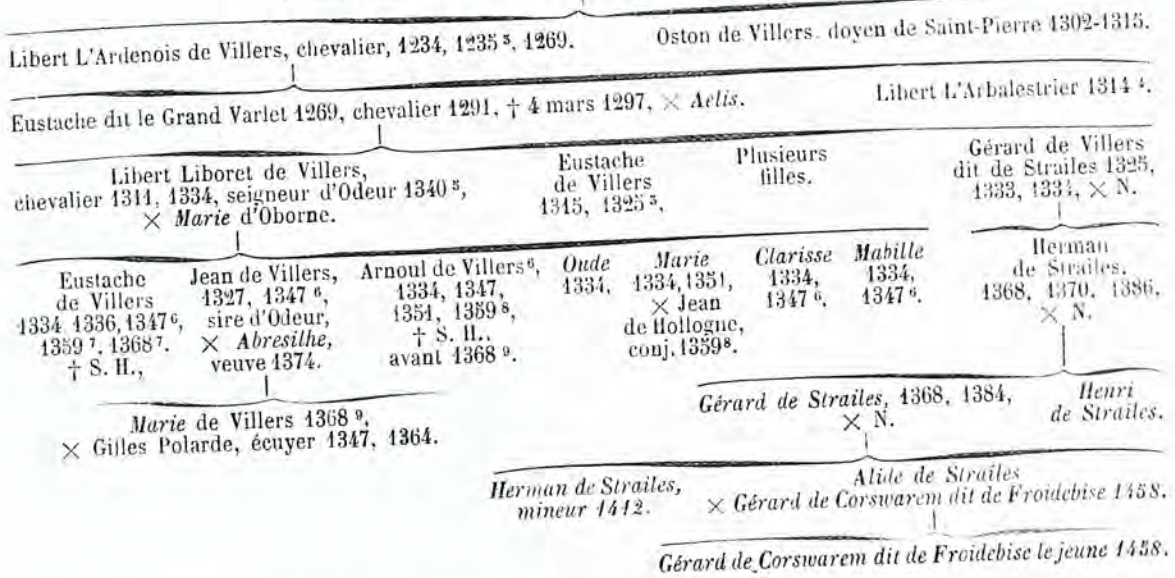 Libert L'Ardenois de Villers, chevalier, 1234, 1235 ⁵, 1269.
Oston de Villers, doyen de Saint-Pierre 1302-1315.
Eustache dit le Grand Varlet 1269, chevalier 1291, † 4 mars 1297, × Aelis.
Libert L'Arbalestrier 1314 ⁴.
Libert Liboret de Villers,
chevalier 1311, 1334, seigneur d'Odeur 1340 ⁵,
× Marie d'Oborne.
Eustache
de Villers
1315, 1325 ⁵,
Plusieurs
filles.
Gérard de Villers
dit de Strailes 1325,
1333, 1334, × N.
Eustache
de Villers
1334, 1336, 1347 ⁶,
1359 ⁷, 1368 ⁷.
† S. H.,
Jean de Villers,
1327, 1347 ⁶,
sire d'Odeur,
× Abresilhe,
veuve 1374.
Arnoul de Villers ⁶,
1334, 1347,
1351, 1359 ⁸,
† S. H.,
avant 1368 ⁹.
Oude
1334,
Marie
1334, 1351,
× Jean
de Hollogne,
conj. 1359 ⁸.
Clarisse
1334,
1347 ⁶.
Mabille
1334,
1347 ⁶.
Herman
de Strailes,
1368, 1370, 1386,
× N.
Marie de Villers 1368 ⁹,
× Gilles Polarde, écuyer 1347, 1364.
Gérard de Strailes, 1368, 1384,
× N.
Henri
de Strailes.
Herman de Strailes,
mineur 1412.
Alide de Strailes
× Gérard de Corswarem dit de Froidebise 1458.
Gérard de Corswarem dit de Froidebise le jeune 1458.